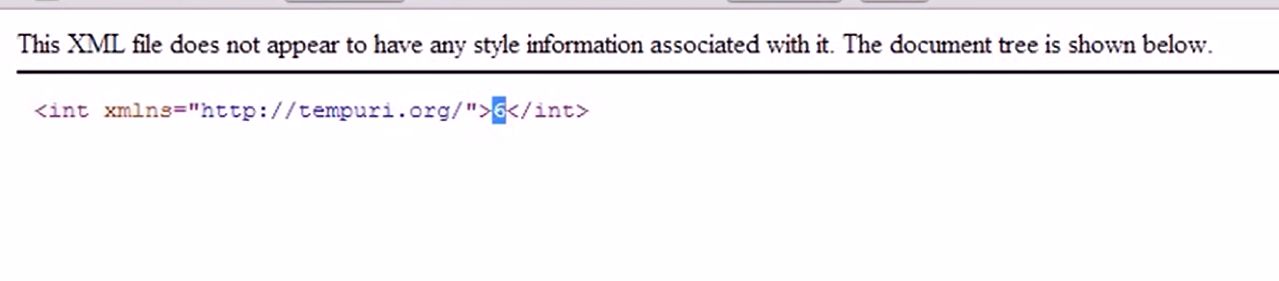 This XML file does not appear to have any style information associated with it. The document tree is shown below.
<int xmlns="http://tempuri.org/">6</int>